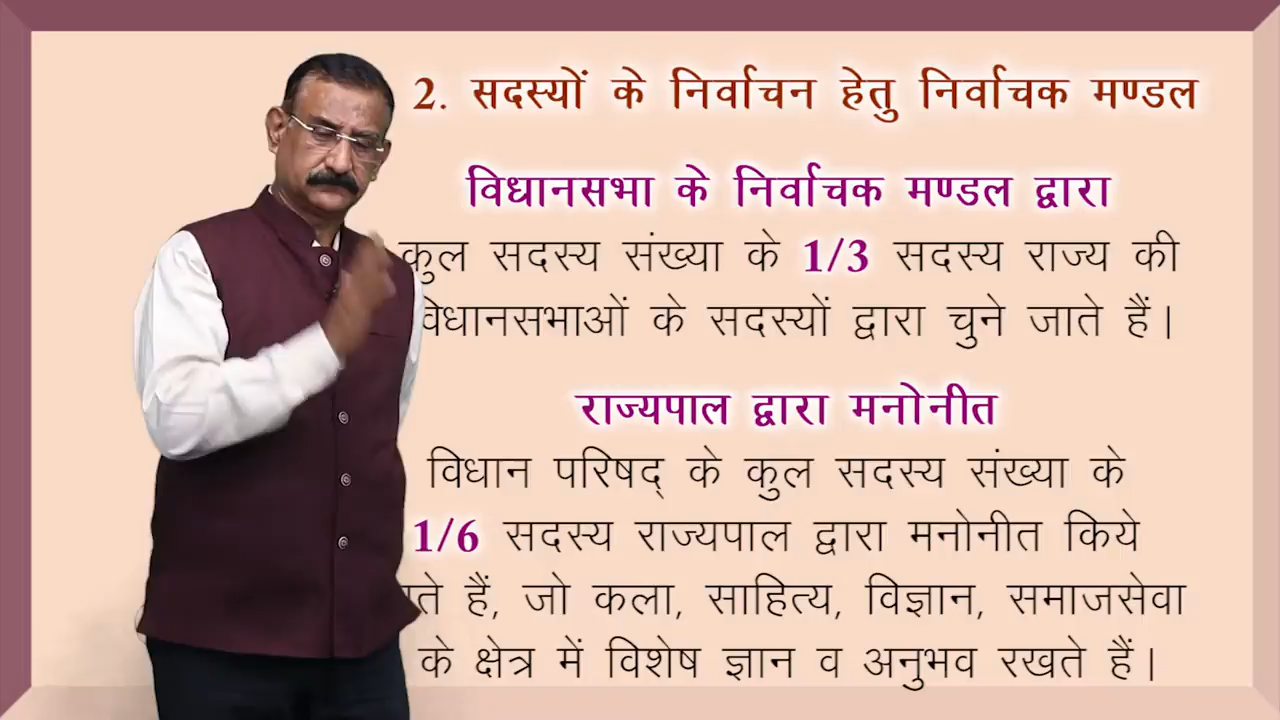 2. सदस्यों के निर्वाचन हेतु निर्वाचक मण्डल
विधानसभा के निर्वाचक मण्डल द्वारा
कुल सदस्य संख्या के 1/3 सदस्य राज्य की
विधानसभाओं के सदस्यों द्वारा चुने जाते हैं।
राज्यपाल द्वारा मनोनीत
विधान परिषद् के कुल सदस्य संख्या के
1/6 सदस्य राज्यपाल द्वारा मनोनीत किये
हैं, जो कला, साहित्य, विज्ञान, समाजसेवा
के क्षेत्र में विशेष ज्ञान व अनुभव रखते हैं।